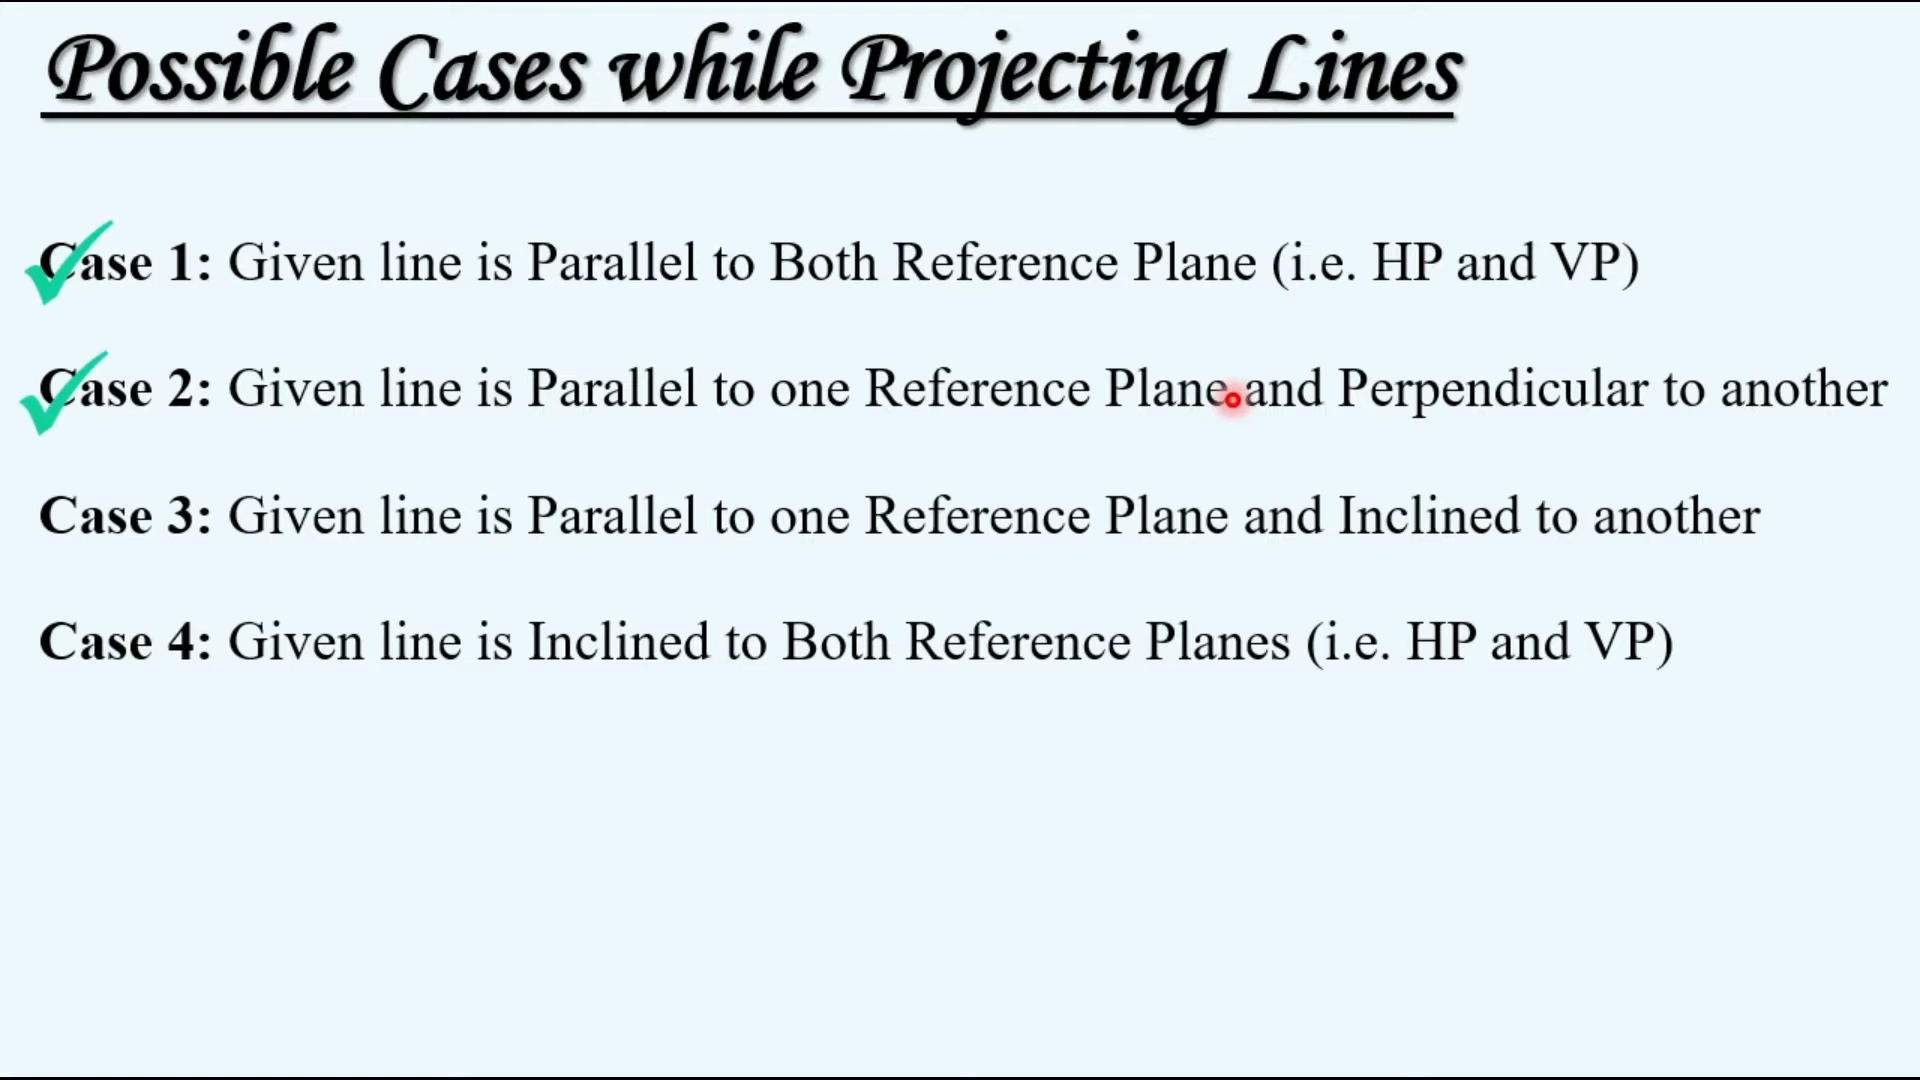 Possible Cases while Projecting Lines
Case 1: Given line is Parallel to Both Reference Plane (i.e. HP and VP)
Case 2: Given line is Parallel to one Reference Plane and Perpendicular to another
Case 3: Given line is Parallel to one Reference Plane and Inclined to another
Case 4: Given line is Inclined to Both Reference Planes (i.e. HP and VP)